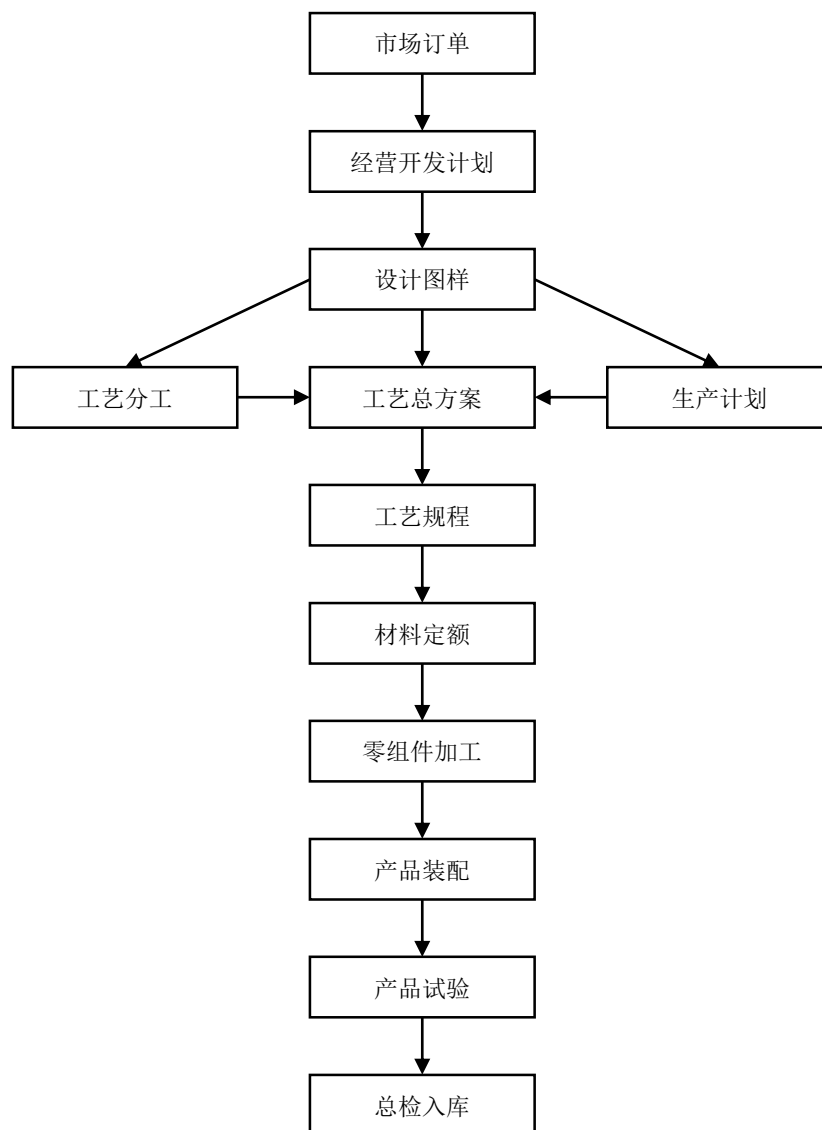 市场订单
经营开发计划
设计图样
工艺分工
工艺总方案
生产计划
工艺规程
材料定额
零组件加工
产品装配
产品试验
总检入库